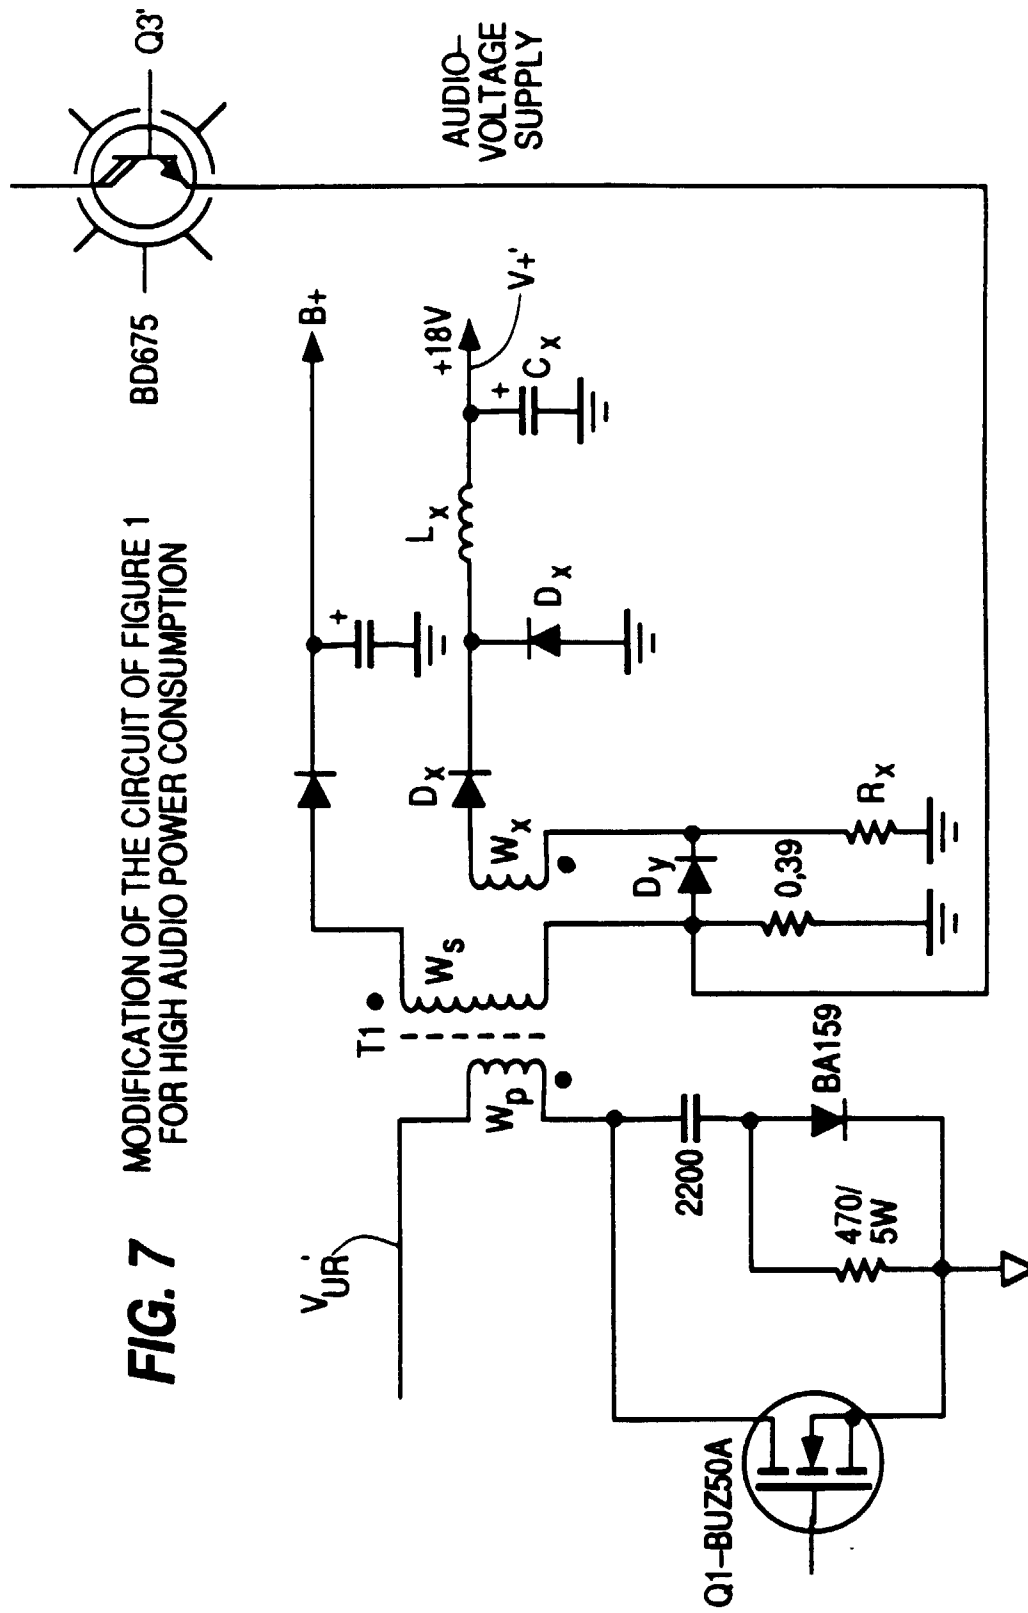 FIG. 7
MODIFICATION OF THE CIRCUIT OF FIGURE 1
FOR HIGH AUDIO POWER CONSUMPTION
BD675
Q3'
AUDIO-
VOLTAGE
SUPPLY
B+
+
+18V
V+'
+
Cx
Lx
Dx
Dx
Wx
Dy
Rx
0,39
Ws
T1
Wp
VUR'
2200
BA159
470/
5W
Q1-BUZ50A